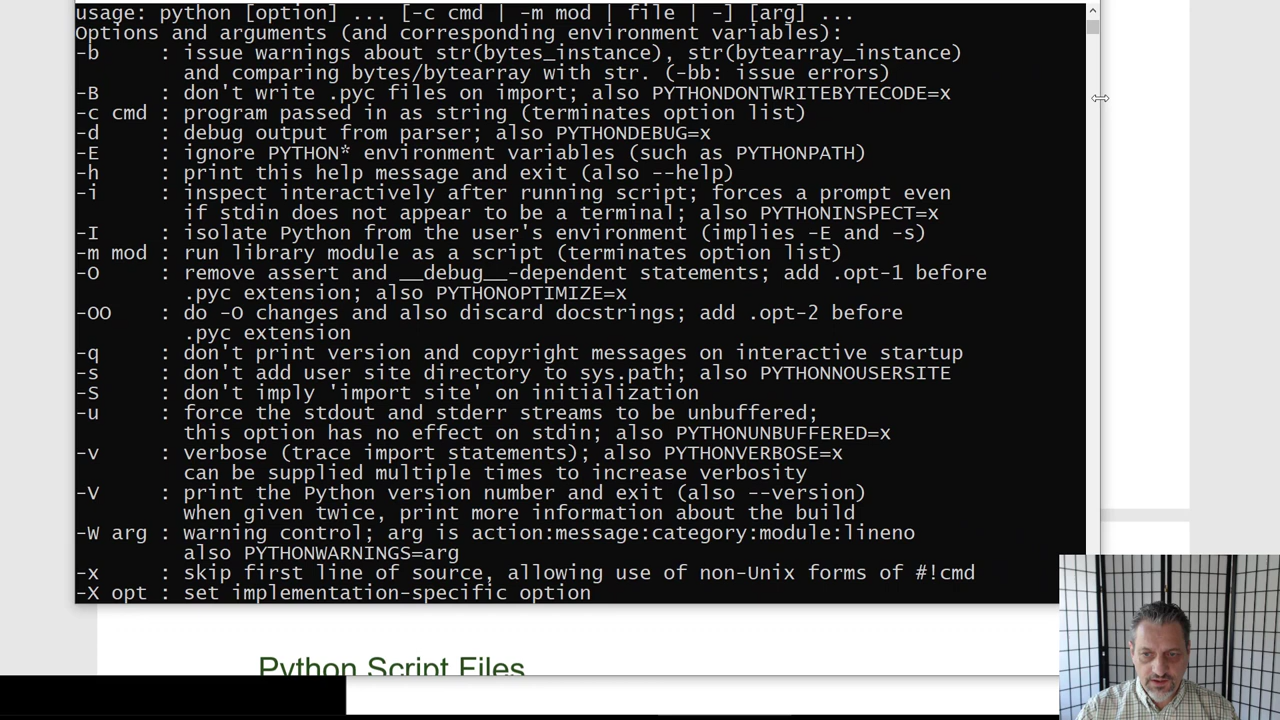 usage: python [option] ... [-c cmd | -m mod | file | -] [arg] ...
Options and arguments (and corresponding environment variables):
-b     : issue warnings about str(bytes_instance), str(bytearray_instance)
         and comparing bytes/bytearray with str. (-bb: issue errors)
-B     : don't write .pyc files on import; also PYTHONDONTWRITEBYTECODE=x
-c cmd : program passed in as string (terminates option list)
-d     : debug output from parser; also PYTHONDEBUG=x
-E     : ignore PYTHON* environment variables (such as PYTHONPATH)
-h     : print this help message and exit (also --help)
-i     : inspect interactively after running script; forces a prompt even
         if stdin does not appear to be a terminal; also PYTHONINSPECT=x
-I     : isolate Python from the user's environment (implies -E and -s)
-m mod : run library module as a script (terminates option list)
-O     : remove assert and __debug__-dependent statements; add .opt-1 before
         .pyc extension; also PYTHONOPTIMIZE=x
-OO    : do -O changes and also discard docstrings; add .opt-2 before
         .pyc extension
-q     : don't print version and copyright messages on interactive startup
-s     : don't add user site directory to sys.path; also PYTHONNOUSERSITE
-S     : don't imply 'import site' on initialization
-u     : force the stdout and stderr streams to be unbuffered;
         this option has no effect on stdin; also PYTHONUNBUFFERED=x
-v     : verbose (trace import statements); also PYTHONVERBOSE=x
         can be supplied multiple times to increase verbosity
-V     : print the Python version number and exit (also --version)
         when given twice, print more information about the build
-W arg : warning control; arg is action:message:category:module:lineno
         also PYTHONWARNINGS=arg
-x     : skip first line of source, allowing use of non-Unix forms of #!cmd
-X opt : set implementation-specific option
Python Script Files